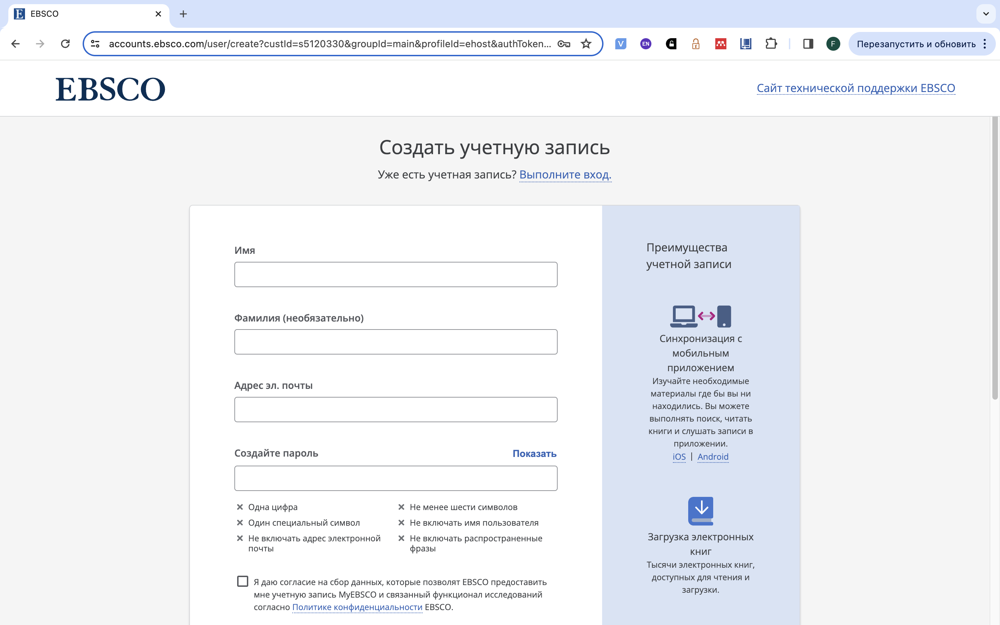 EBSCO
accounts.ebsco.com/user/create?custId=s5120330&groupId=main&profileId=ehost&authToken...
V
EN
F
Перезапустить и обновить
EBSCO
Сайт технической поддержки EBSCO
Создать учетную запись
Уже есть учетная запись? Выполните вход.
Имя
Фамилия (необязательно)
Адрес эл. почты
Создайте пароль
Показать
Одна цифра
Не менее шести символов
Один специальный символ
Не включать имя пользователя
Не включать адрес электронной
почты
Не включать распространенные
фразы
Я даю согласие на сбор данных, которые позволят EBSCO предоставить
мне учетную запись MyEBSCO и связанный функционал исследований
согласно Политике конфиденциальности EBSCO.
Преимущества
учетной записи
Синхронизация с
мобильным
приложением
Изучайте необходимые
материалы где бы вы ни
находились. Вы можете
выполнять поиск, читать
книги и слушать записи в
приложении.
iOS | Android
Загрузка электронных
книг
Тысячи электронных книг,
доступных для чтения и
загрузки.